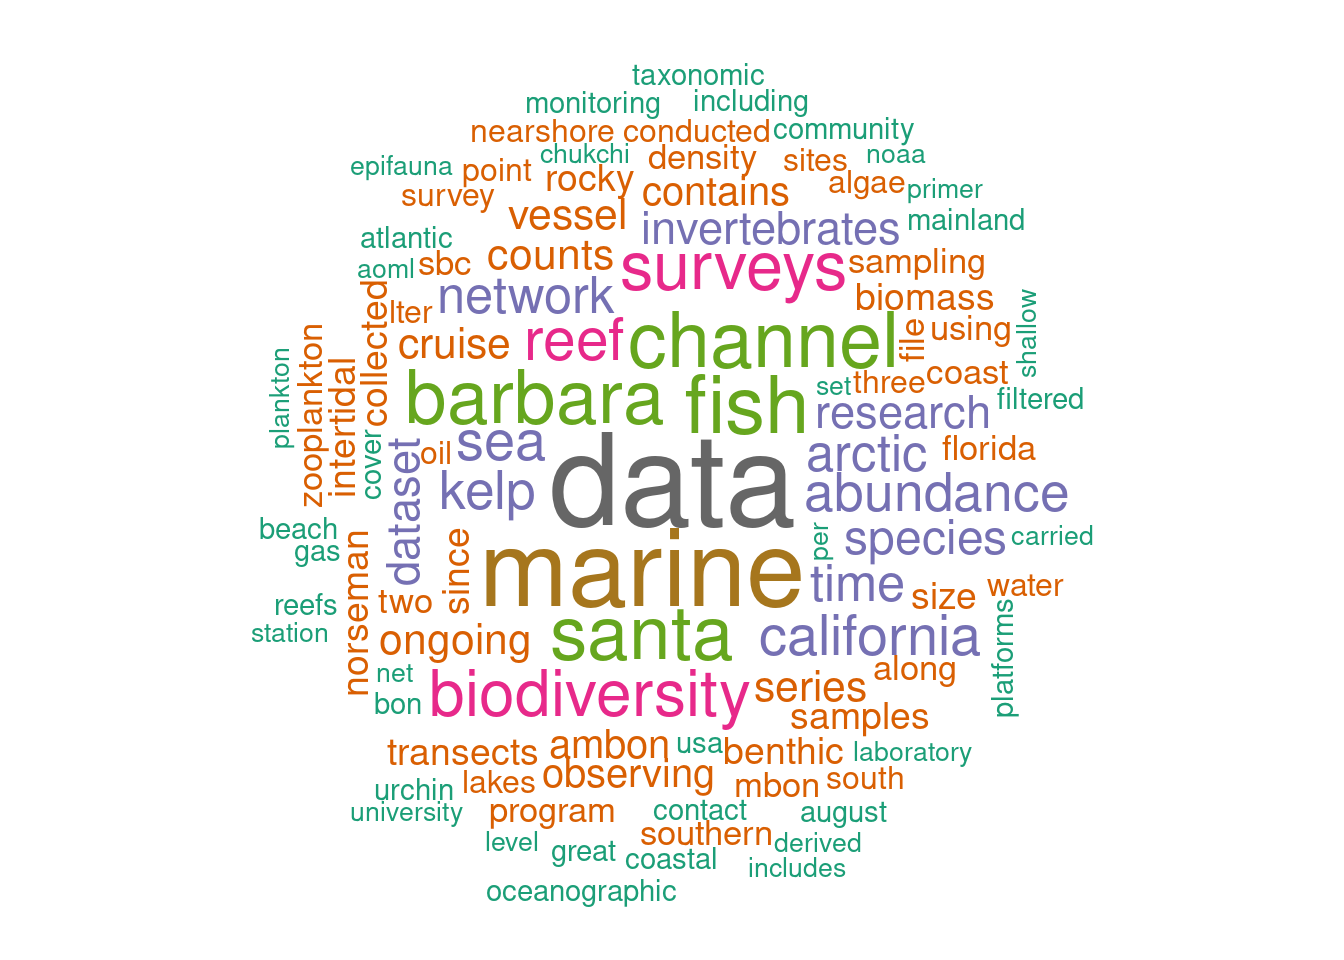 taxonomic
monitoring including
nearshore conducted community
epifauna point chukchi density sites noaa
survey rocky contains algae primer
vessel invertebrates mainland
atlantic sbc counts surveys sampling
aoml network biomass
collected lter cruise reef channel file using shallow
plankton zooplankton intertidal barbara fish set three coast
cover dataset oil sea research filtered
kelp data arctic florida
abundance
beach gas norseman since marine per species carried
reefs two time size water
station ongoing santa california platforms
net along
bon biodiversity series samples
transects ambon usa benthic laboratory
urchin lakes observing mbon south
university program contact august
level southern derived
great coastal includes
oceanographic